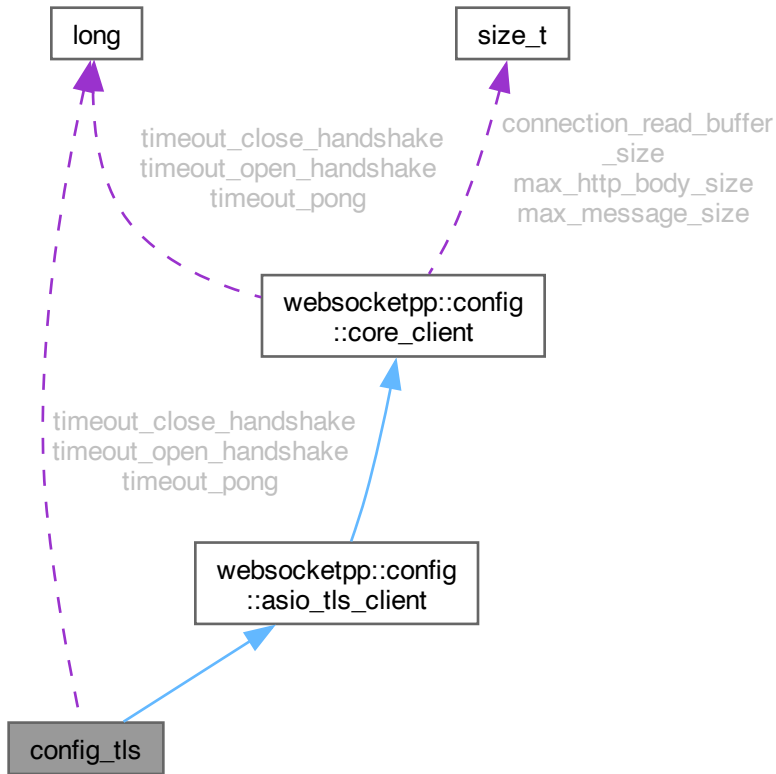 long
size_t
timeout_close_handshake
timeout_open_handshake
timeout_pong
connection_read_buffer
_size
max_http_body_size
max_message_size
websocketpp::config
::core_client
timeout_close_handshake
timeout_open_handshake
timeout_pong
websocketpp::config
::asio_tls_client
config_tls